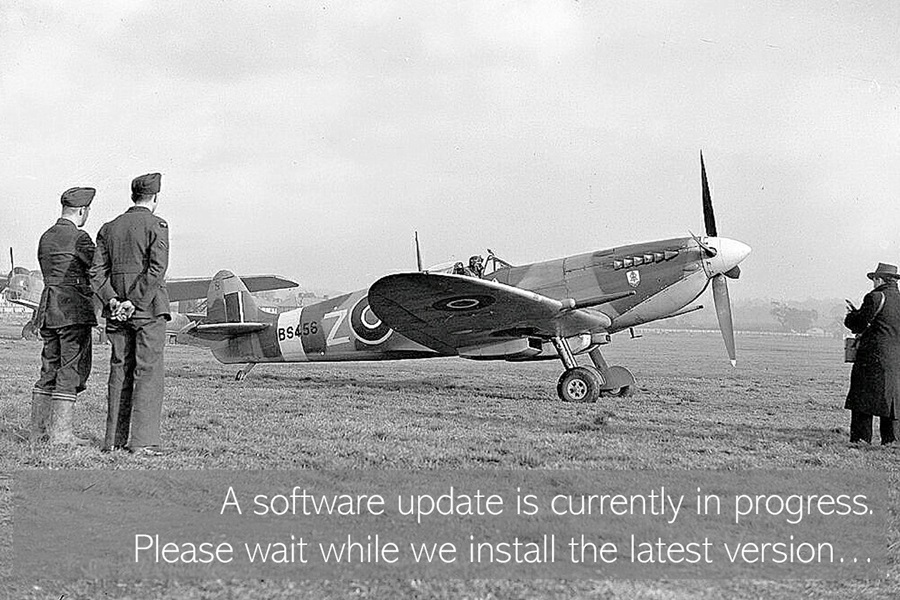 BS456
Z
A software update is currently in progress.
Please wait while we install the latest version...